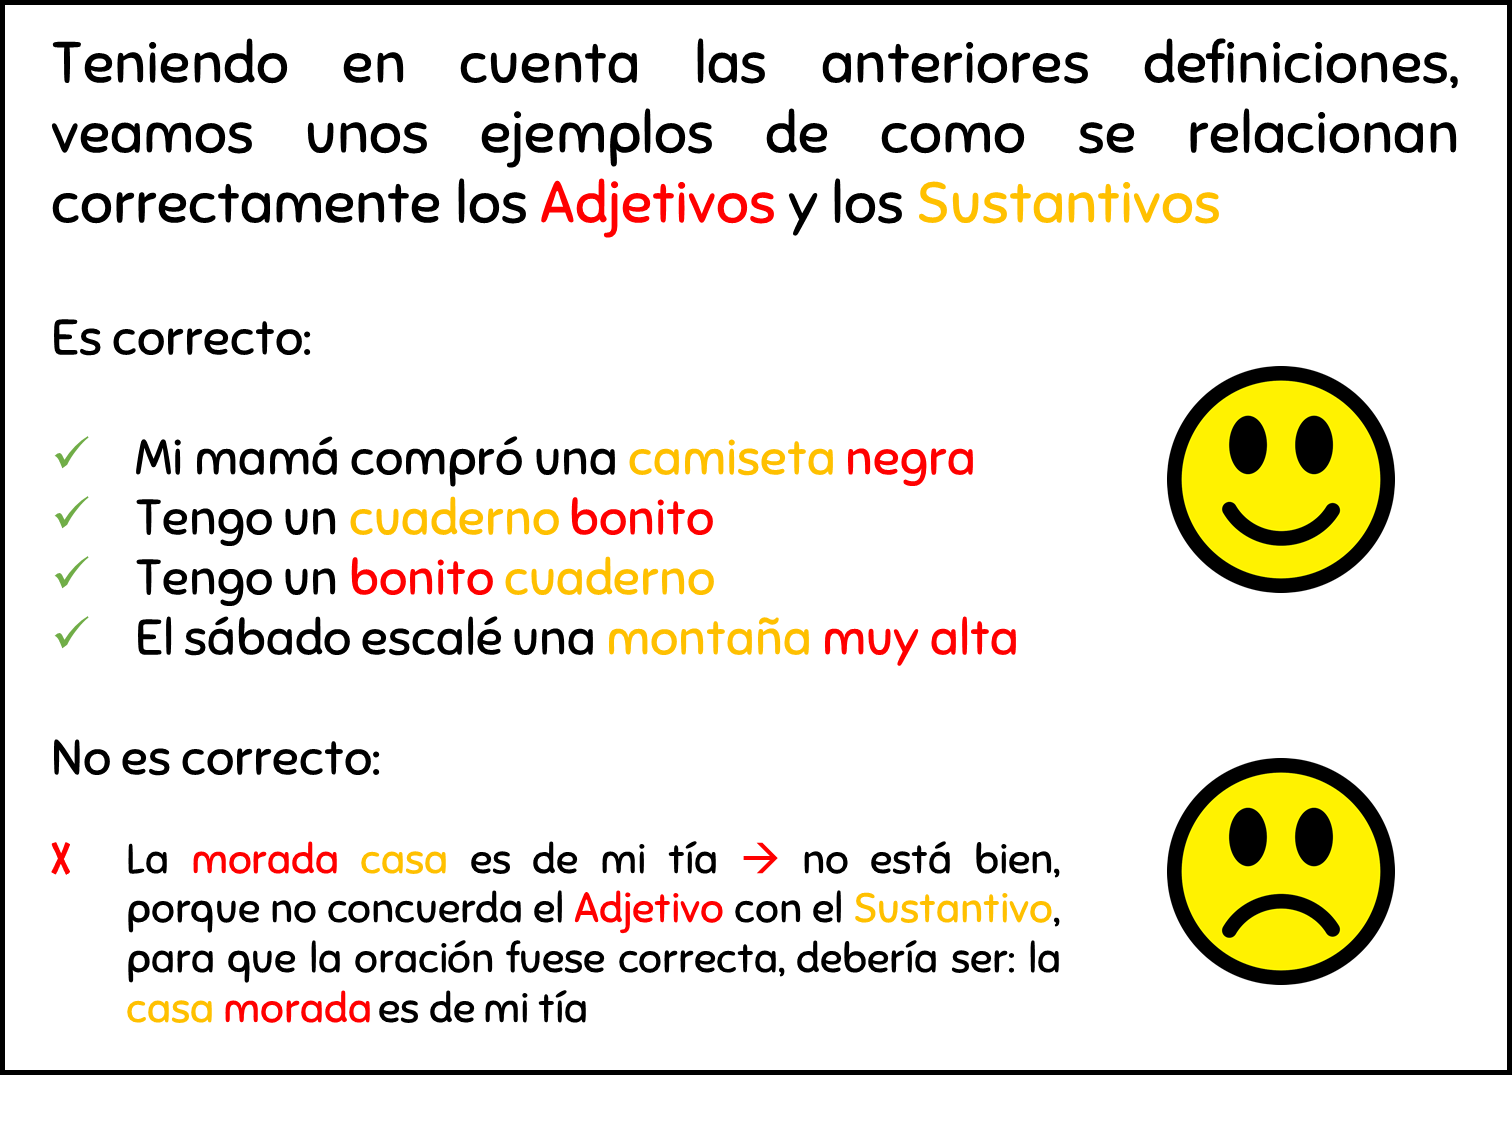 Teniendo en cuenta las anteriores definiciones,
veamos unos ejemplos de como se relacionan
correctamente los Adjetivos y los Sustantivos
Es correcto:
✓ Mi mamá compró una camiseta negra
✓ Tengo un cuaderno bonito
✓ Tengo un bonito cuaderno
✓ El sábado escalé una montaña muy alta
No es correcto:
X La morada casa es de mi tía → no está bien,
porque no concuerda el Adjetivo con el Sustantivo,
para que la oración fuese correcta, debería ser: la
casa morada es de mi tía